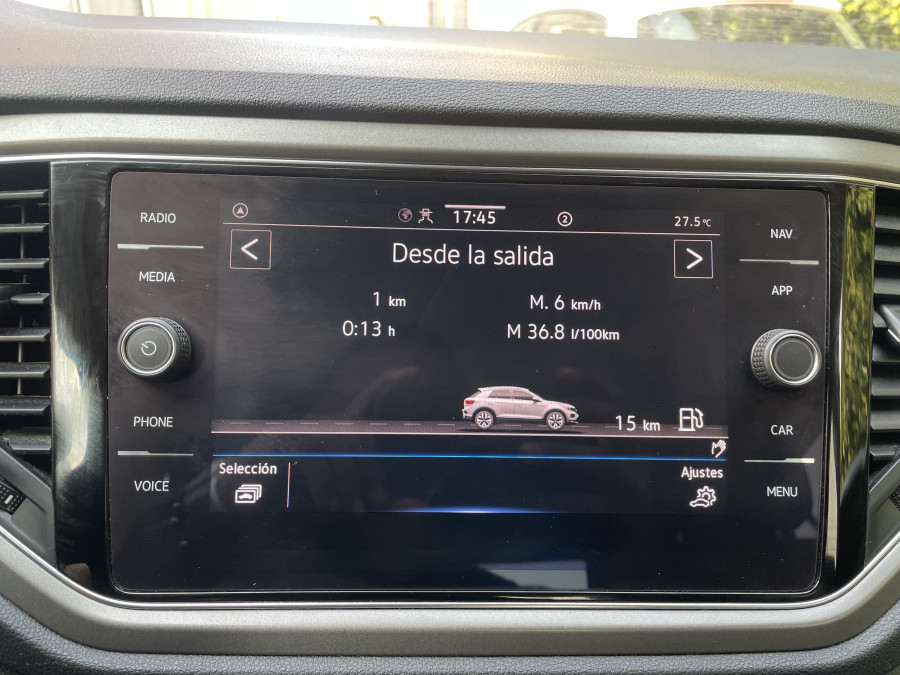 RADIO
MEDIA
PHONE
VOICE
17:45
2
27.5°C
<
Desde la salida
>
1 km
M. 6 km/h
0:13 h
M 36.8 l/100km
15 km
Selección
Ajustes
NAV
APP
CAR
MENU